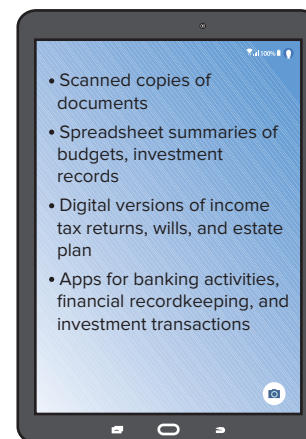 100%
• Scanned copies of
documents
• Spreadsheet summaries of
budgets, investment
records
• Digital versions of income
tax returns, wills, and estate
plan
• Apps for banking activities,
financial recordkeeping, and
investment transactions